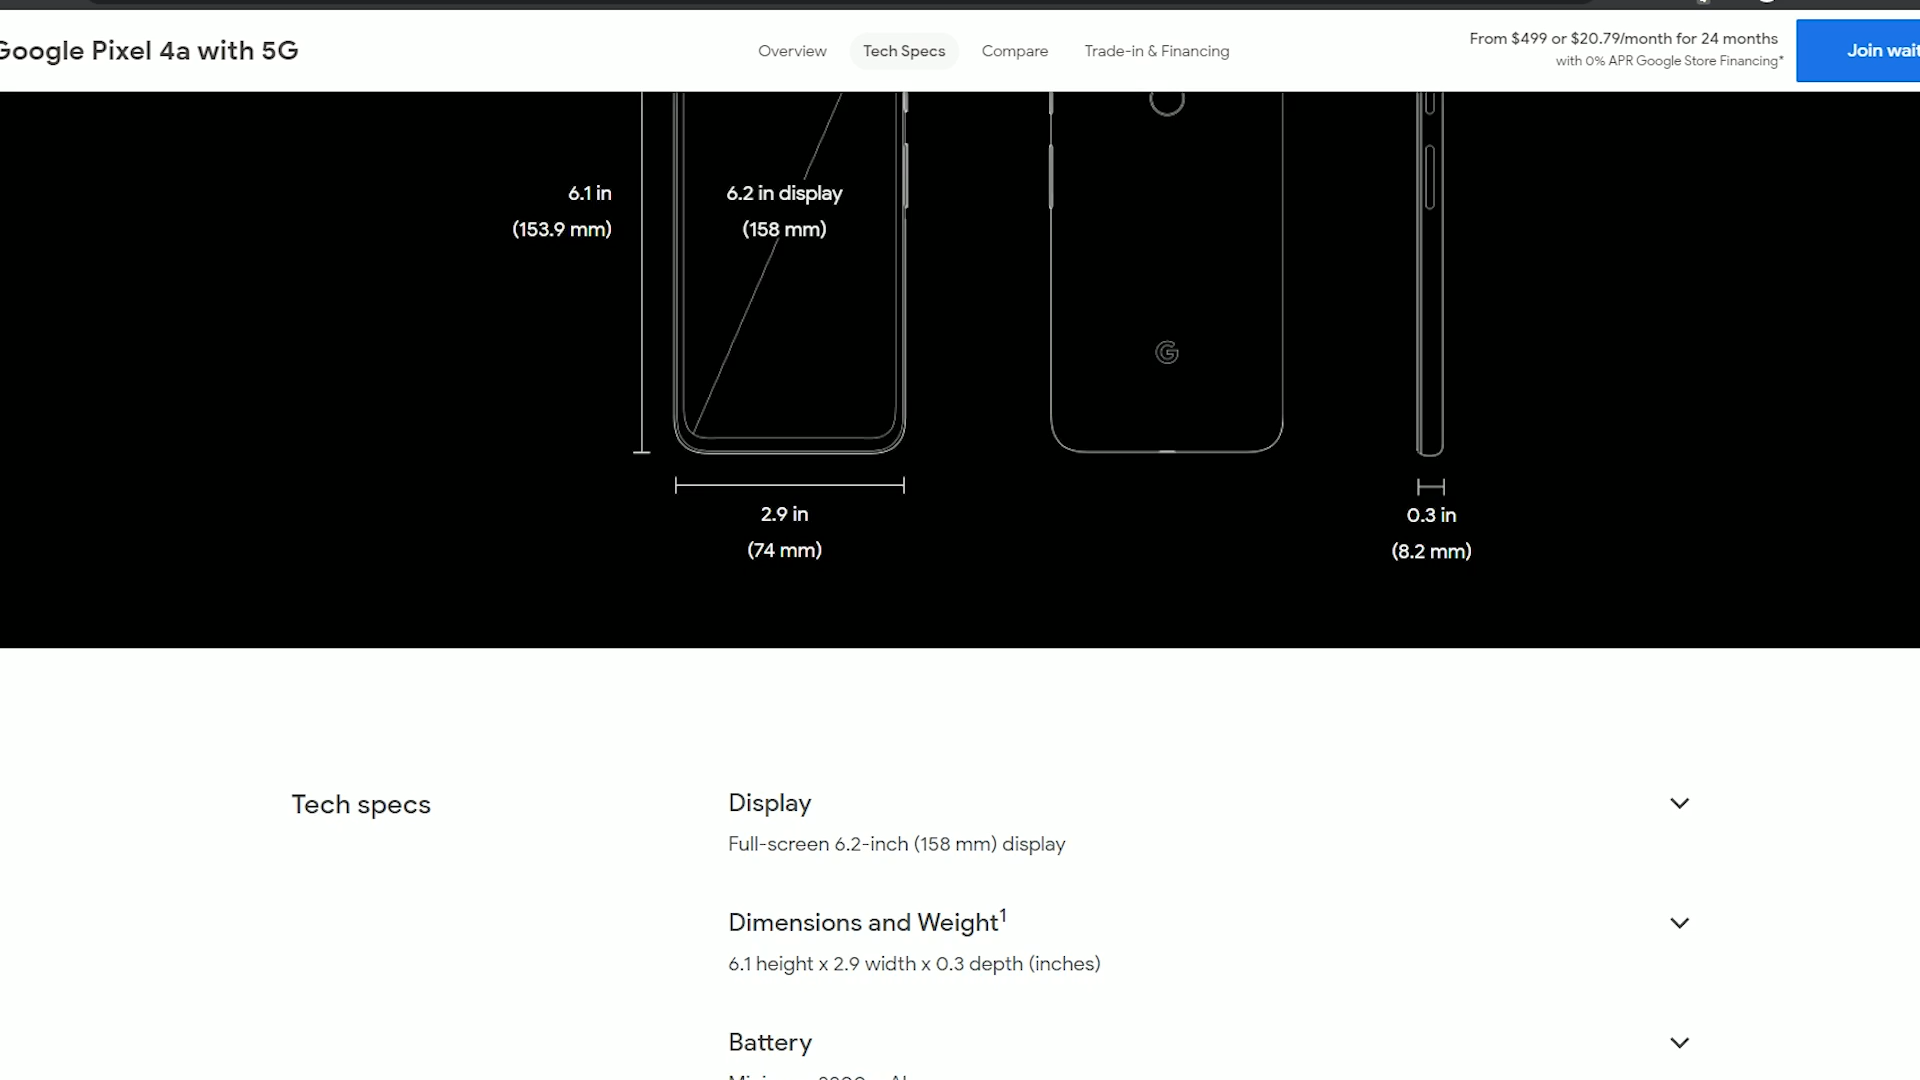 Google Pixel 4a with 5G
Overview
Tech Specs
Compare
Trade-in & Financing
From $499 or $20.79/month for 24 months
with 0% APR Google Store Financing*
Join
6.1 in
(153.9 mm)
6.2 in display
(158 mm)
G
2.9 in
(74 mm)
0.3 in
(8.2 mm)
Tech specs
Display
Full-screen 6.2-inch (158 mm) display
Dimensions and Weight1
6.1 height x 2.9 width x 0.3 depth (inches)
Battery